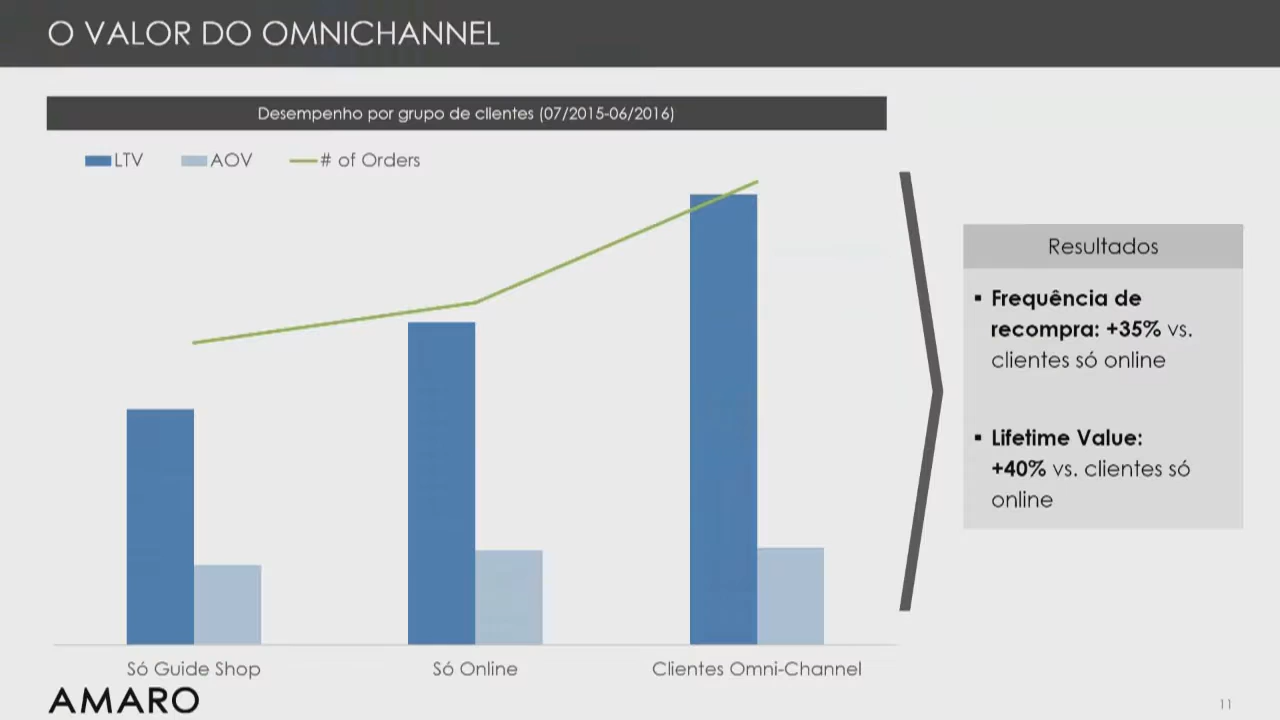 O VALOR DO OMNICHANNEL
Desempenho por grupo de clientes (07/2015-06/2016)
LTV AOV # of Orders
Resultados
▪ Frequência de
recompra: +35% vs.
clientes só online
▪ Lifetime Value:
+40% vs. clientes só
online
Só Guide Shop Só Online Clientes Omni-Channel
AMARO
11